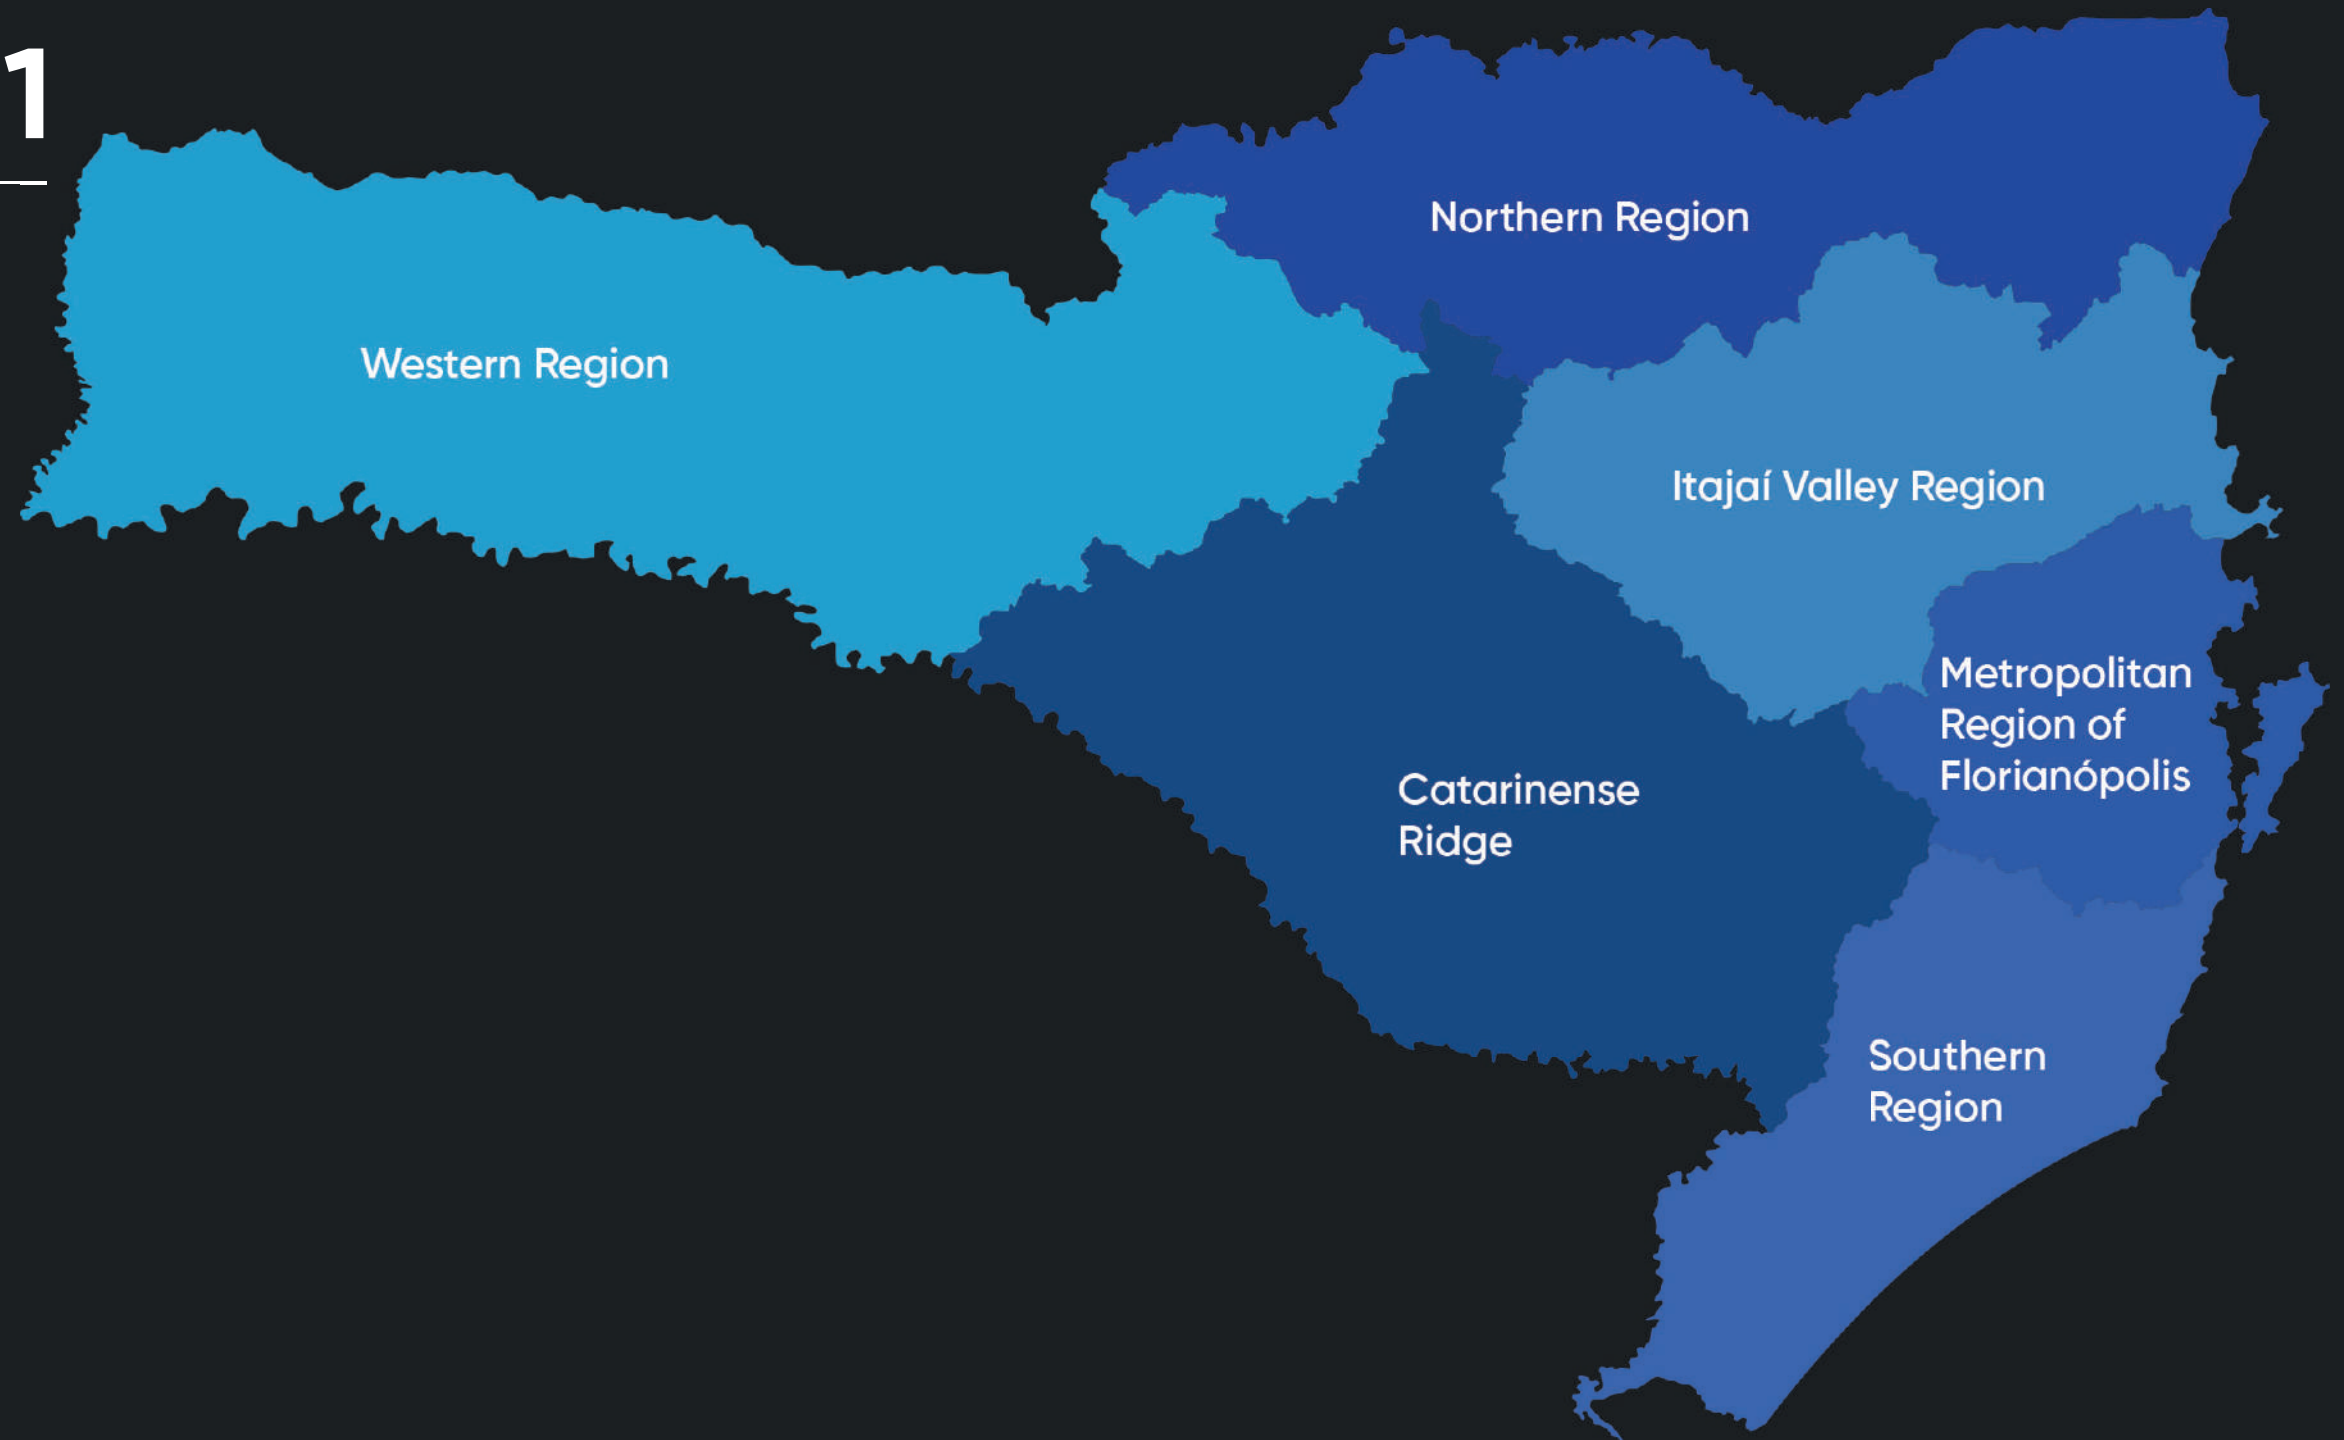 1
Northern Region
Western Region
Itajaí Valley Region
Metropolitan
Region of
Florianópolis
Catarinense
Ridge
Southern
Region